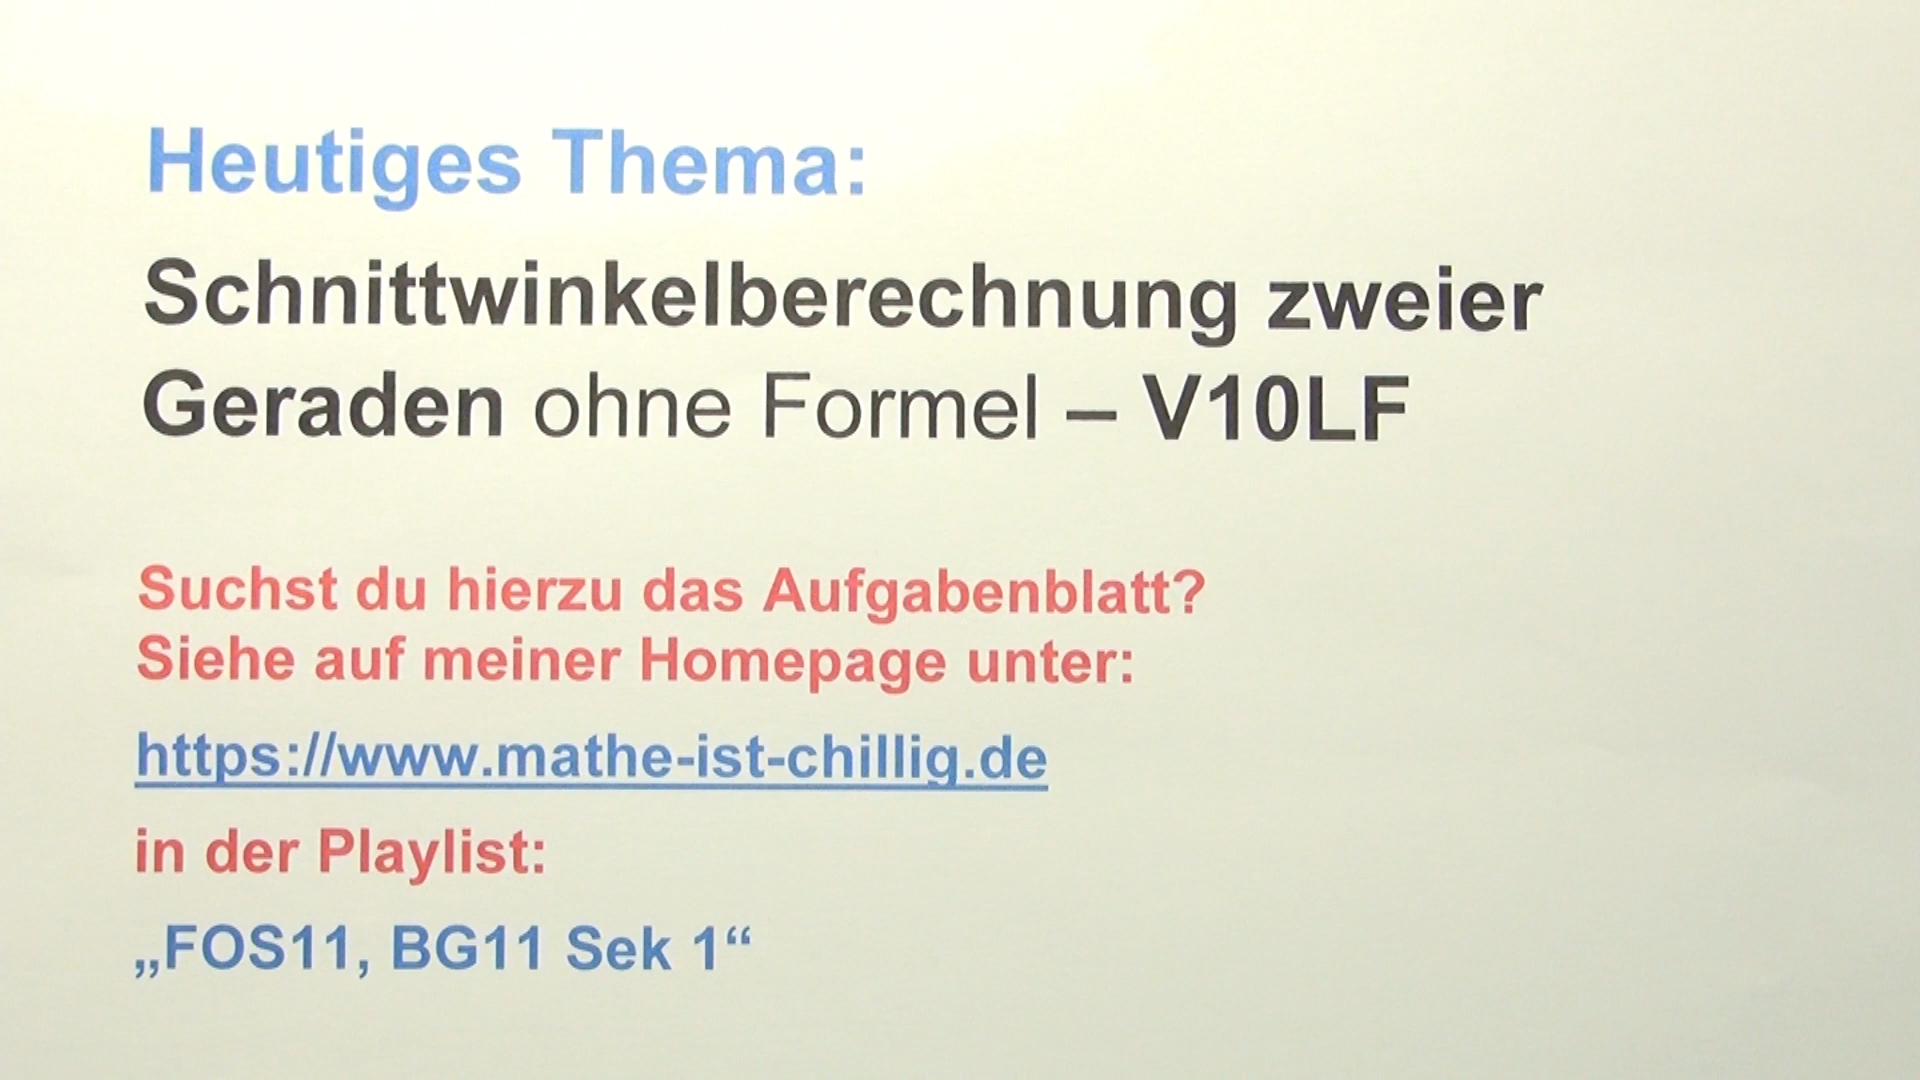 Heutiges Thema:
Schnittwinkelberechnung zweier
Geraden ohne Formel – V10LF
Suchst du hierzu das Aufgabenblatt?
Siehe auf meiner Homepage unter:
https://www.mathe-ist-chillig.de
in der Playlist:
„FOS11, BG11 Sek 1“